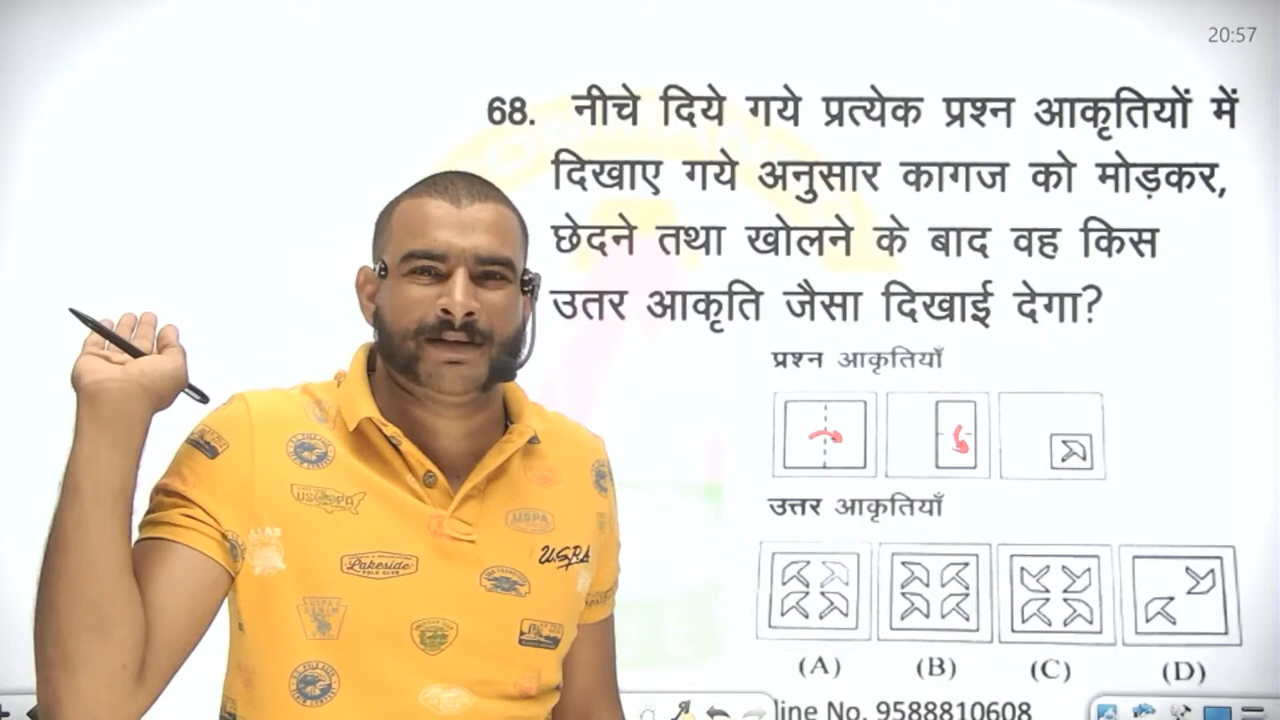 20:57
68. नीचे दिये गये प्रत्येक प्रश्न आकृतियों में
दिखाए गये अनुसार कागज को मोड़कर,
छेदने तथा खोलने के बाद वह किस
उतर आकृति जैसा दिखाई देगा?
प्रश्न आकृतियाँ
उत्तर आकृतियाँ
(A) (B) (C) (D)
line No. 9588810608
USPA
U.S.P.A
Lakeside